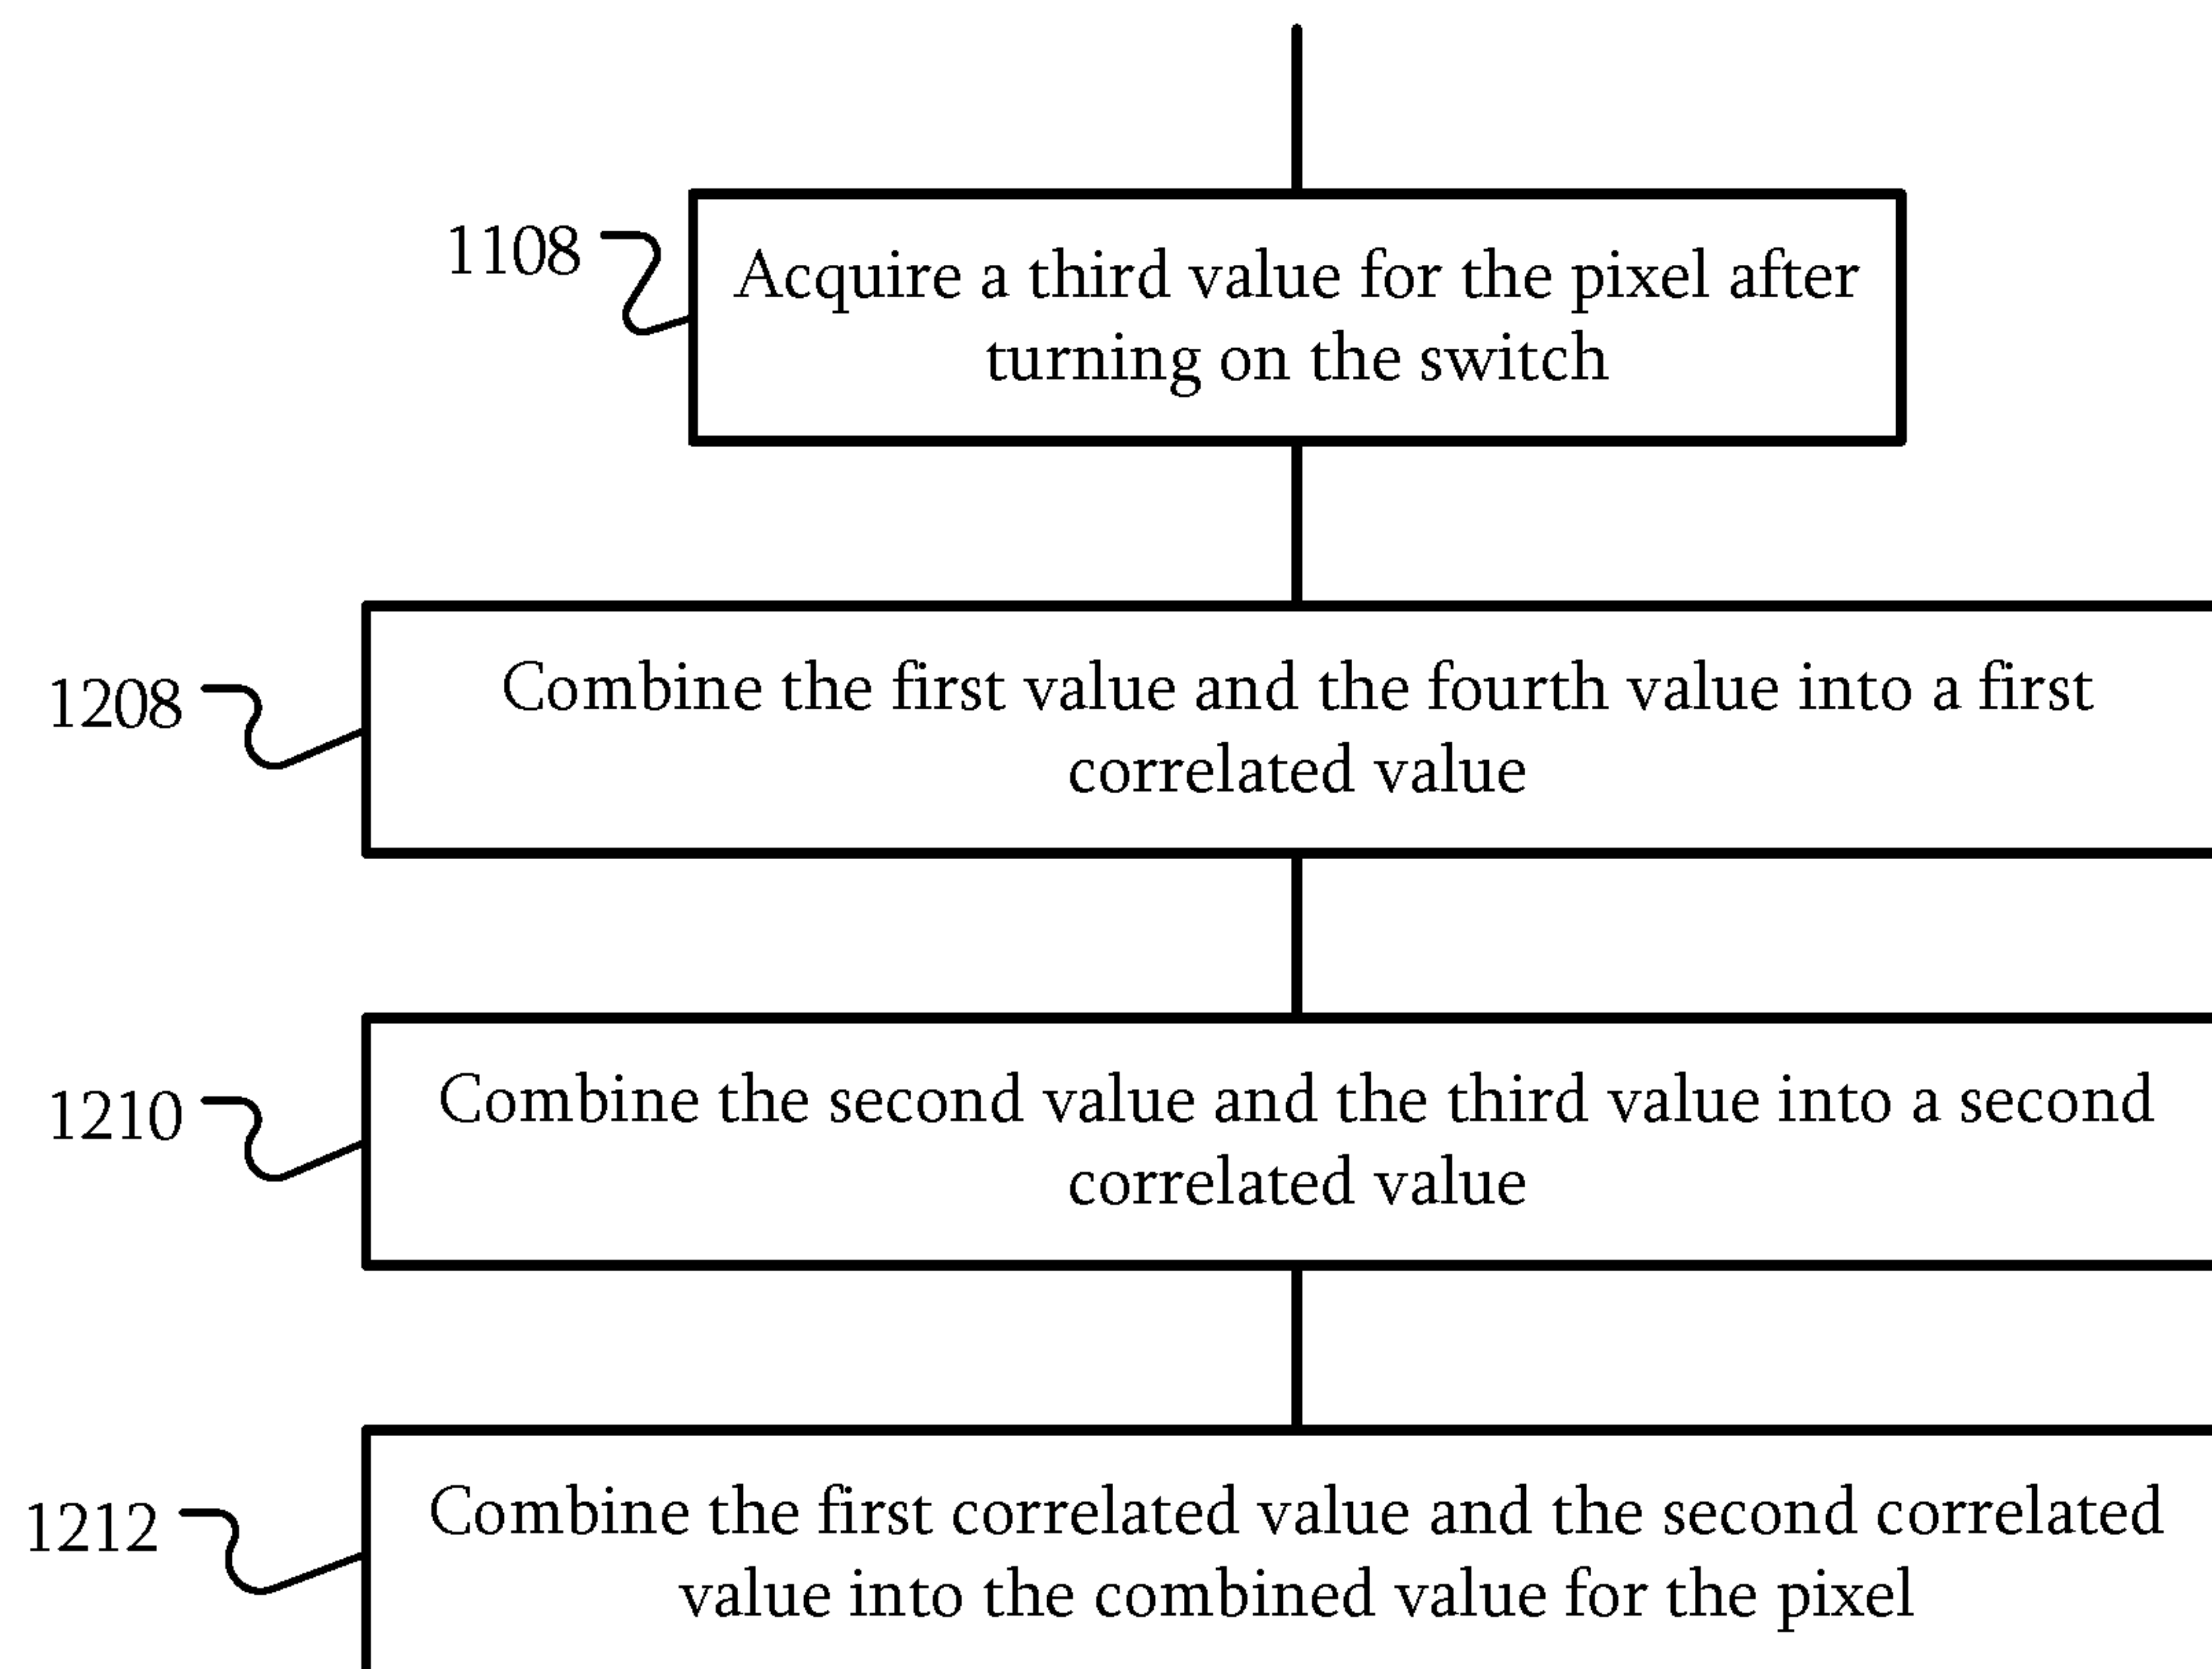 1108
Acquire a third value for the pixel after
turning on the switch
1208
Combine the first value and the fourth value into a first
correlated value
1210
Combine the second value and the third value into a second
correlated value
1212
Combine the first correlated value and the second correlated
value into the combined value for the pixel